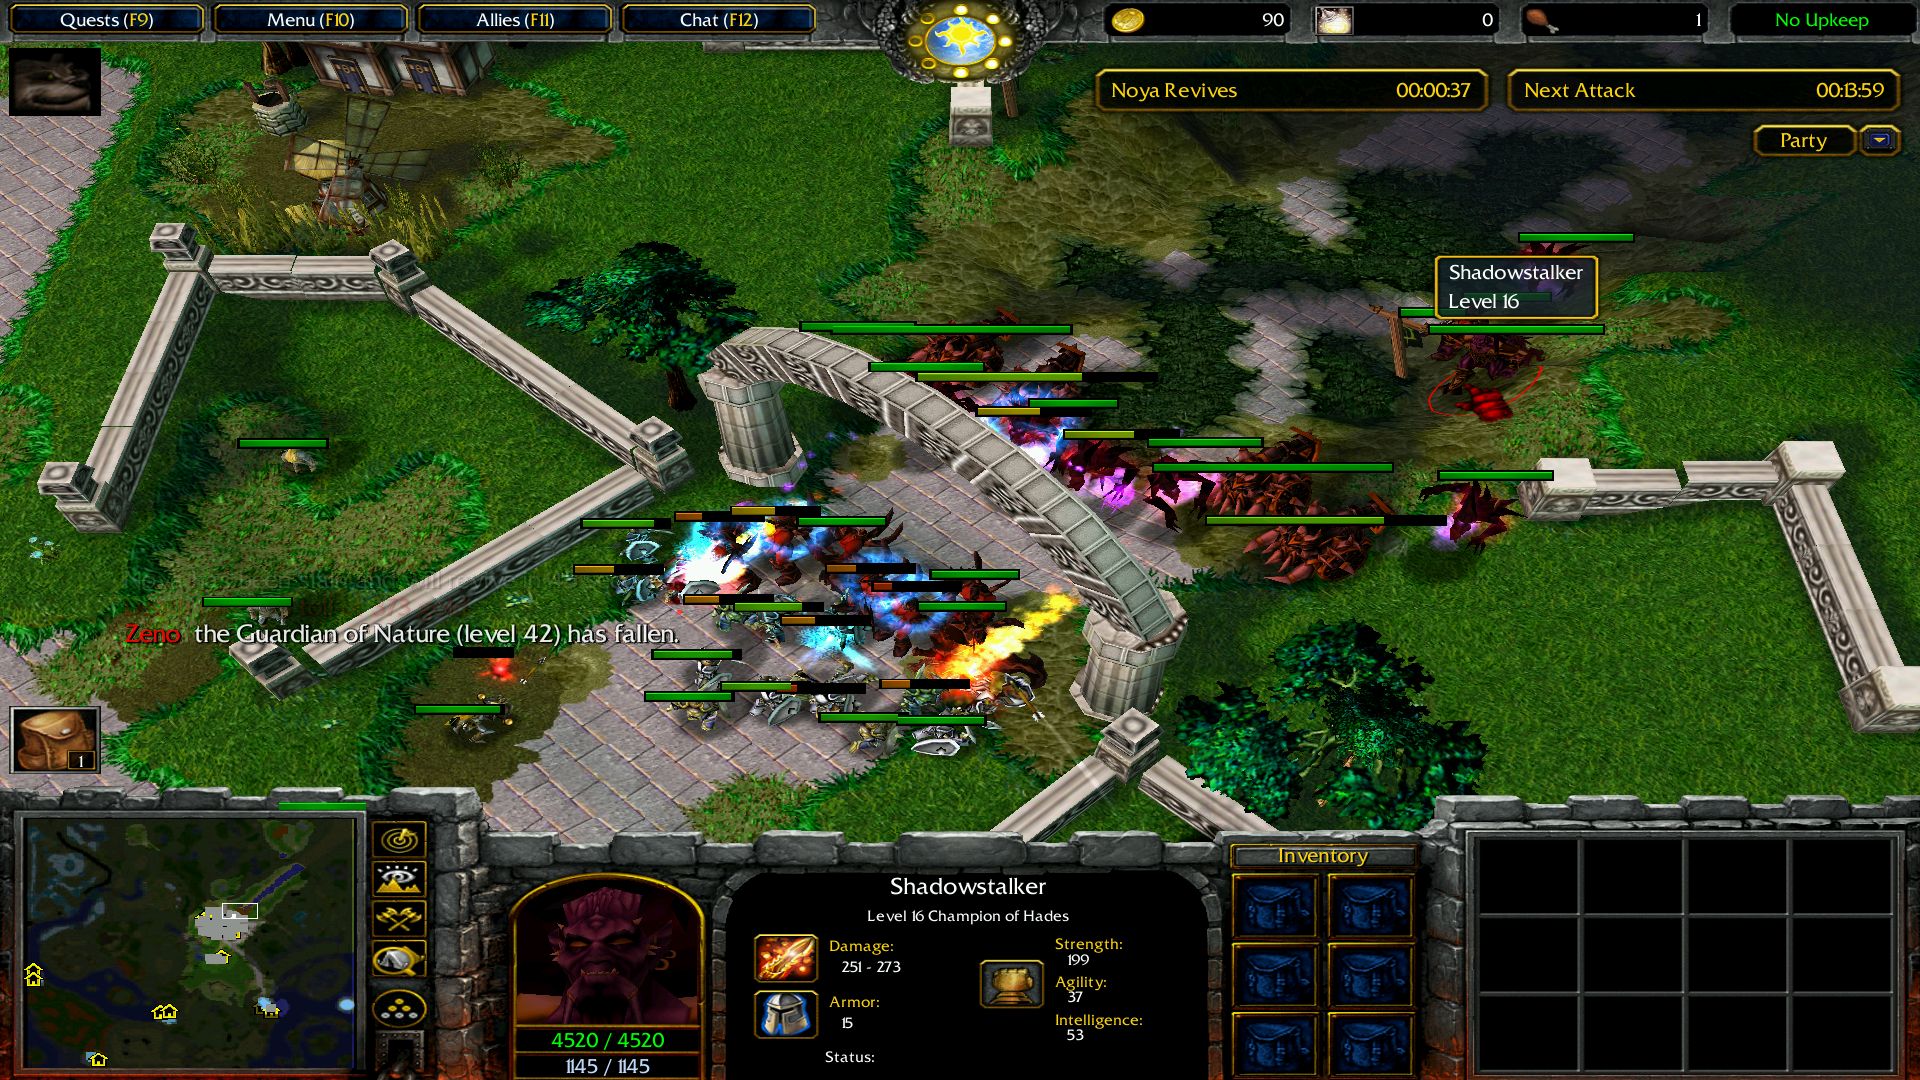 Quests (F9)
Menu (F10)
Allies (F11)
Chat (F12)
90
0
1
No Upkeep
Noya Revives 00:00:37
Next Attack 00:13:59
Party
Shadowstalker
Level 16
Zeno the Guardian of Nature (level 42) has fallen.
1
Shadowstalker
Level 16 Champion of Hades
Damage:
251 - 273
Armor:
15
Status:
Strength:
199
Agility:
37
Intelligence:
53
4520 / 4520
1145 / 1145
Inventory